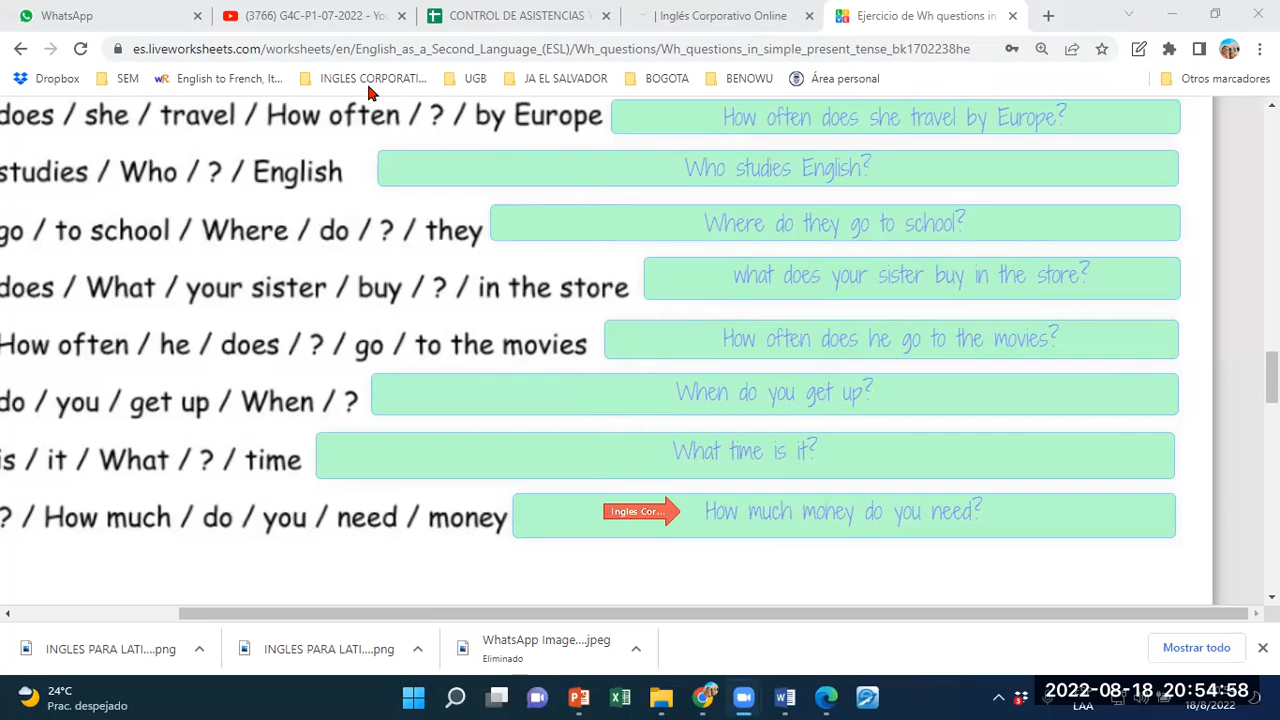 WhatsApp
(3766) G4C-P1-07-2022 - You
CONTROL DE ASISTENCIAS
| Inglés Corporativo Online
Ejercicio de Wh questions in
es.liveworksheets.com/worksheets/en/English_as_a_Second_Language_(ESL)/Wh_questions/Wh_questions_in_simple_present_tense_bk1702238he
Dropbox
SEM
English to French, It...
INGLES CORPORATI...
UGB
JA EL SALVADOR
BOGOTA
BENOWU
Área personal
Otros marcadores
does / she / travel / How often / ? / by Europe
How often does she travel by Europe?
studies / Who / ? / English
Who studies English?
go / to school / Where / do / ? / they
Where do they go to school?
does / What / your sister / buy / ? / in the store
what does your sister buy in the store?
How often / he / does / ? / go / to the movies
How often does he go to the movies?
do / you / get up / When / ?
When do you get up?
is / it / What / ? / time
What time is it?
? / How much / do / you / need / money
Ingles Cor...
How much money do you need?
INGLES PARA LATI....png
INGLES PARA LATI....png
WhatsApp Image....jpeg
Eliminado
Mostrar todo
24°C
Prac. despejado
LAA
2022-08-18 20:54:58
18/8/2022